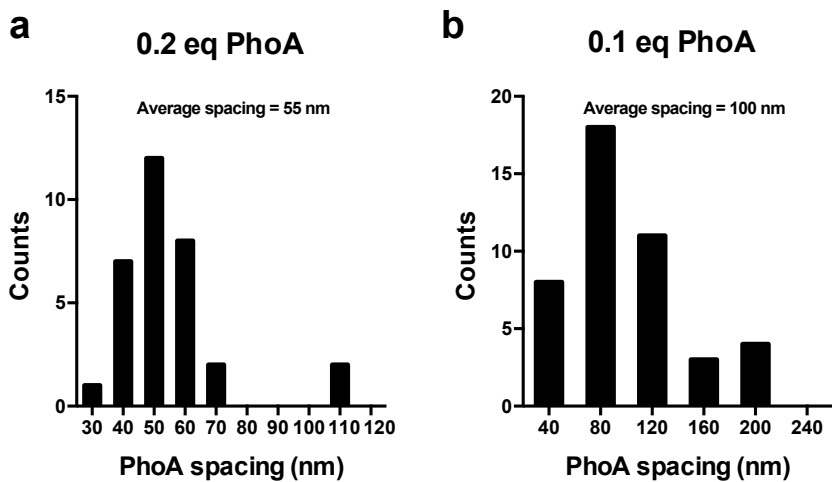 a
0.2 eq PhoA
Average spacing = 55 nm
15
10
5
0
Counts
30 40 50 60 70 80 90 100 110 120
PhoA spacing (nm)
b
0.1 eq PhoA
Average spacing = 100 nm
20
15
10
5
0
Counts
40 80 120 160 200 240
PhoA spacing (nm)